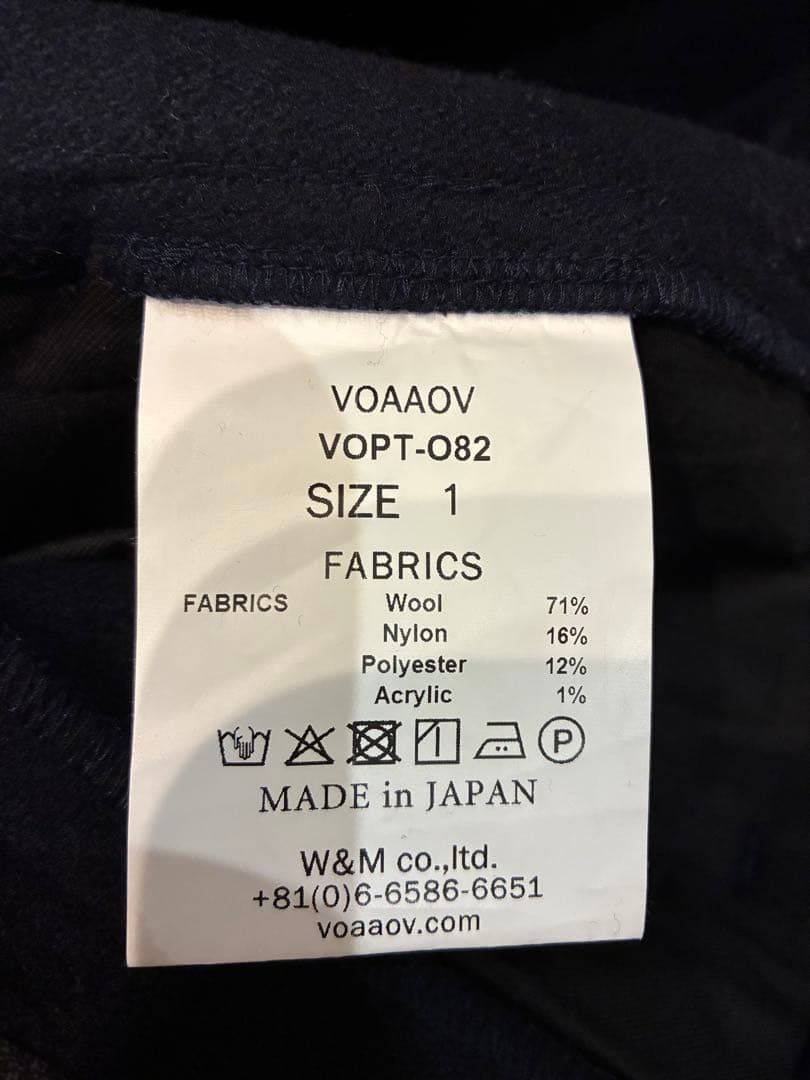 VOAAOV
VOPT-O82
SIZE 1
FABRICS
FABRICS Wool 71%
Nylon 16%
Polyester 12%
Acrylic 1%
P
MADE in JAPAN
W&M co.,ltd.
+81(0)6-6586-6651
voaaov.com